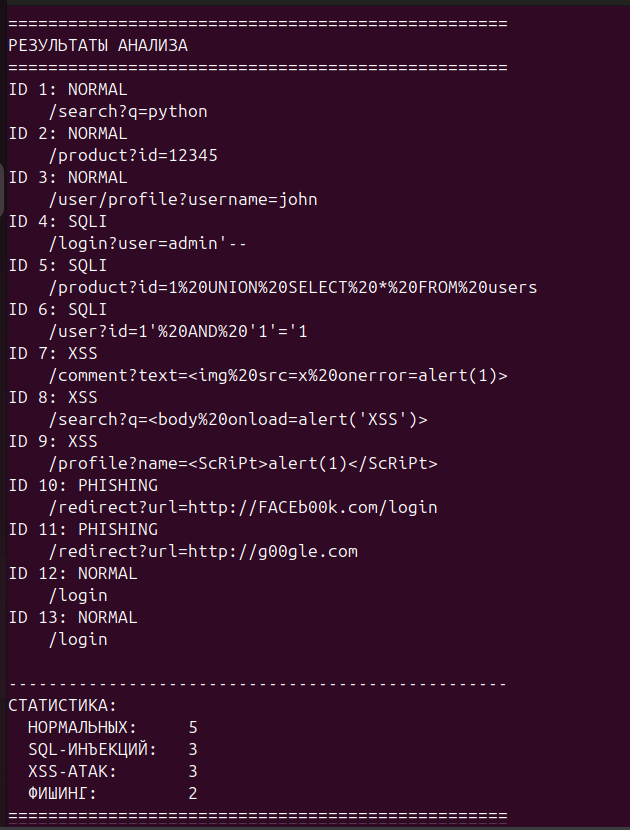 ==================================================
РЕЗУЛЬТАТЫ АНАЛИЗА
==================================================
ID 1: NORMAL
    /search?q=python
ID 2: NORMAL
    /product?id=12345
ID 3: NORMAL
    /user/profile?username=john
ID 4: SQLI
    /login?user=admin'--
ID 5: SQLI
    /product?id=1%20UNION%20SELECT%20*%20FROM%20users
ID 6: SQLI
    /user?id=1'%20AND%20'1'='1
ID 7: XSS
    /comment?text=<img%20src=x%20onerror=alert(1)>
ID 8: XSS
    /search?q=<body%20onload=alert('XSS')>
ID 9: XSS
    /profile?name=<ScRiPt>alert(1)</ScRiPt>
ID 10: PHISHING
    /redirect?url=http://FACEb00k.com/login
ID 11: PHISHING
    /redirect?url=http://g00gle.com
ID 12: NORMAL
    /login
ID 13: NORMAL
    /login

--------------------------------------------------
СТАТИСТИКА:
  НОРМАЛЬНЫХ:     5
  SQL-ИНЪЕКЦИЙ:   3
  XSS-АТАК:       3
  ФИШИНГ:         2
==================================================